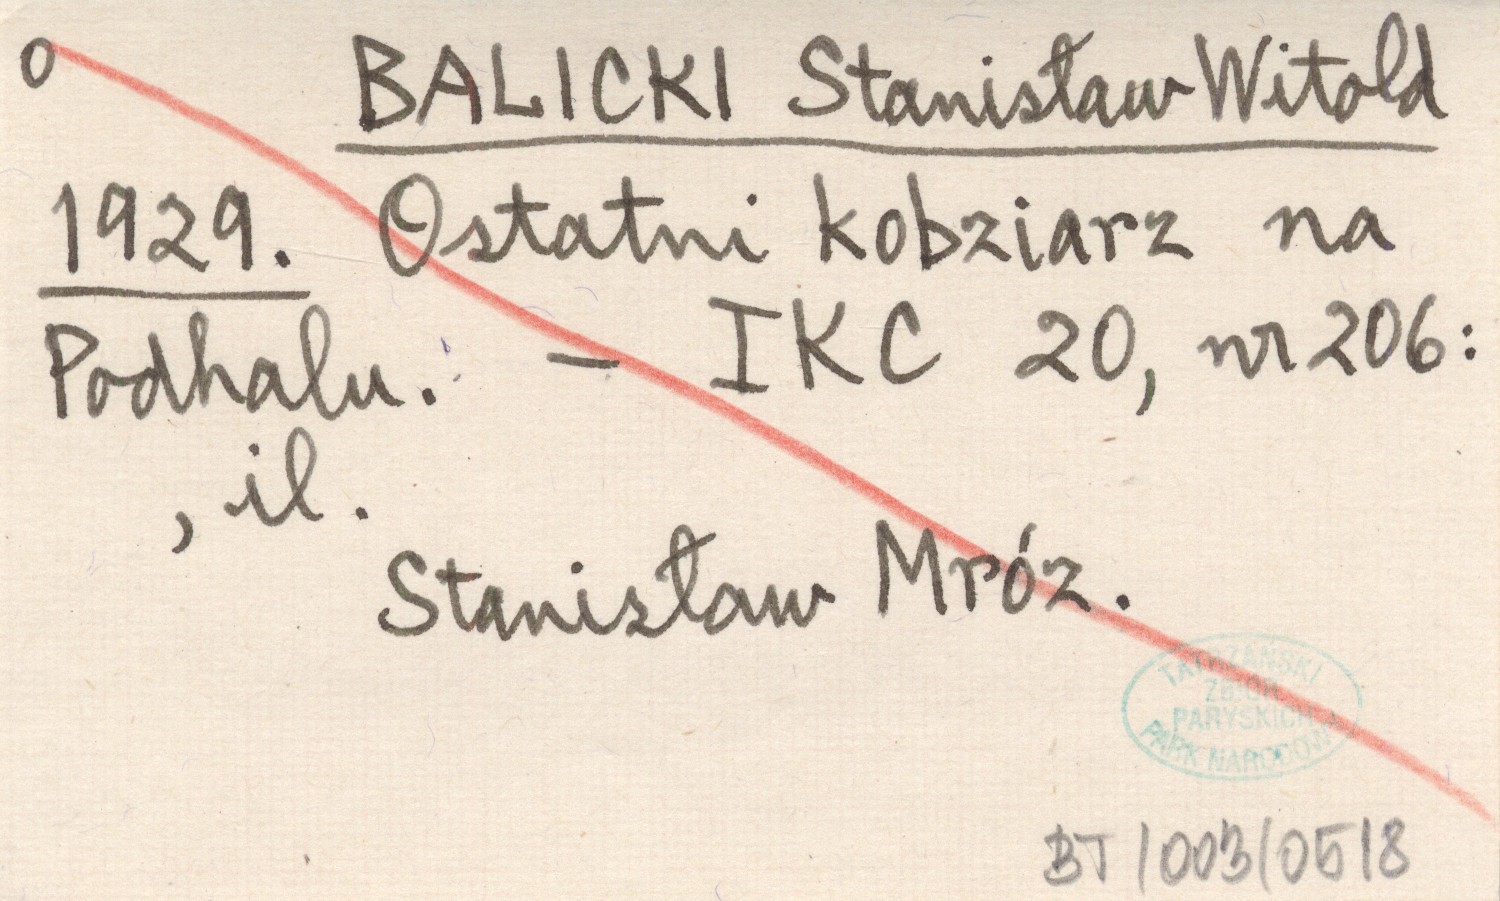 o BALICKI Stanisław Witold
1929. Ostatni kobziarz na
Podhalu. – IKC 20, nr 206:
, il.
Stanisław Mróz.
TATRZAŃSKI
ZBIOR
PARYSKICH
PARK NARODOWY
BT/003/0518